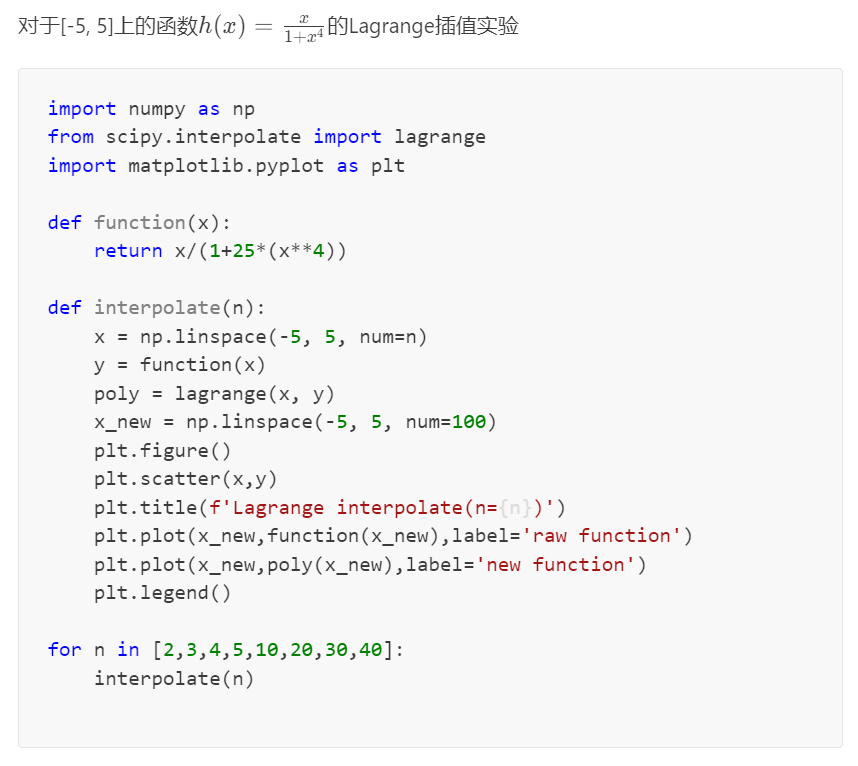 对于[-5, 5]上的函数h(x) = x/(1+x⁴)的Lagrange插值实验
import numpy as np
from scipy.interpolate import lagrange
import matplotlib.pyplot as plt
def function(x):
    return x/(1+25*(x**4))
def interpolate(n):
    x = np.linspace(-5, 5, num=n)
    y = function(x)
    poly = lagrange(x, y)
    x_new = np.linspace(-5, 5, num=100)
    plt.figure()
    plt.scatter(x,y)
    plt.title(f'Lagrange interpolate(n={n})')
    plt.plot(x_new,function(x_new),label='raw function')
    plt.plot(x_new,poly(x_new),label='new function')
    plt.legend()
for n in [2,3,4,5,10,20,30,40]:
    interpolate(n)